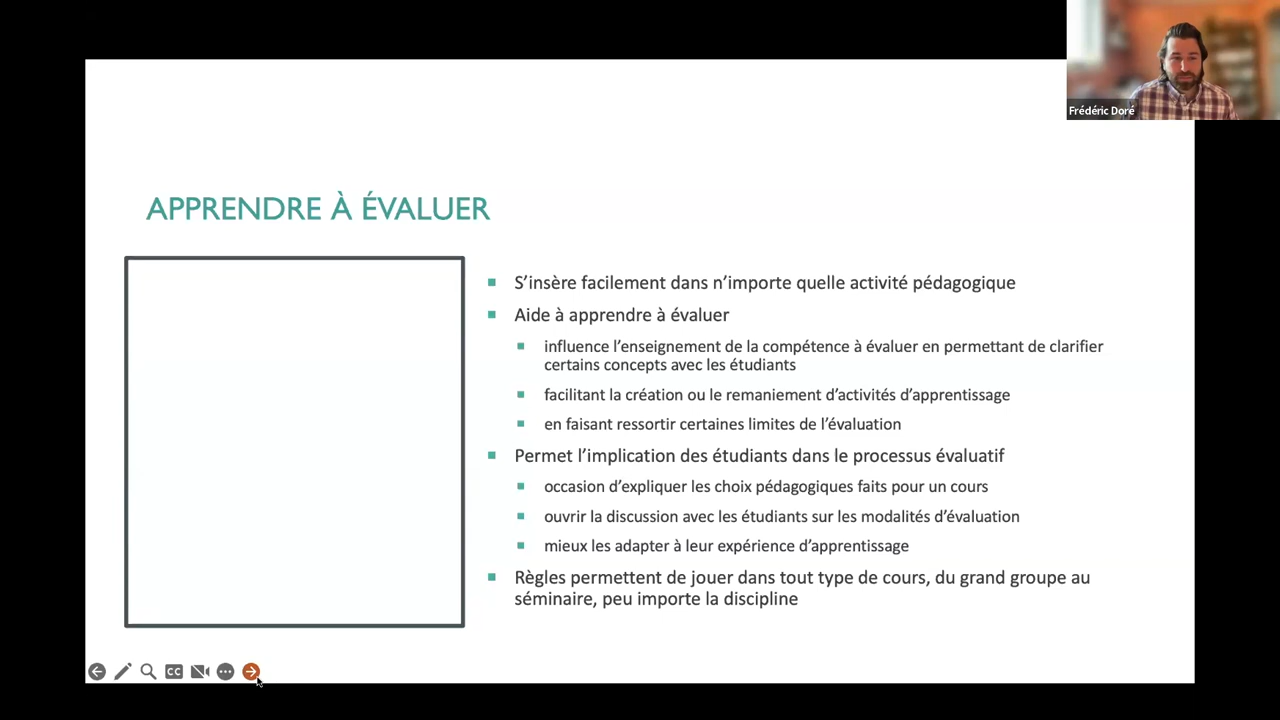 Frédéric Doré
APPRENDRE À ÉVALUER
S'insère facilement dans n'importe quelle activité pédagogique
Aide à apprendre à évaluer
influence l'enseignement de la compétence à évaluer en permettant de clarifier
certains concepts avec les étudiants
facilitant la création ou le remaniement d'activités d'apprentissage
en faisant ressortir certaines limites de l'évaluation
Permet l'implication des étudiants dans le processus évaluatif
occasion d'expliquer les choix pédagogiques faits pour un cours
ouvrir la discussion avec les étudiants sur les modalités d'évaluation
mieux les adapter à leur expérience d'apprentissage
Règles permettent de jouer dans tout type de cours, du grand groupe au
séminaire, peu importe la discipline
CC